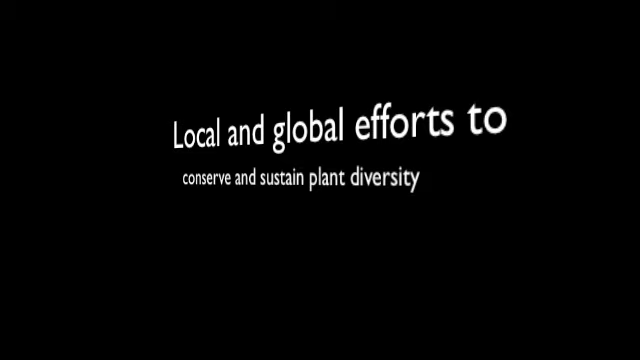 Local and global efforts to
conserve and sustain plant diversity